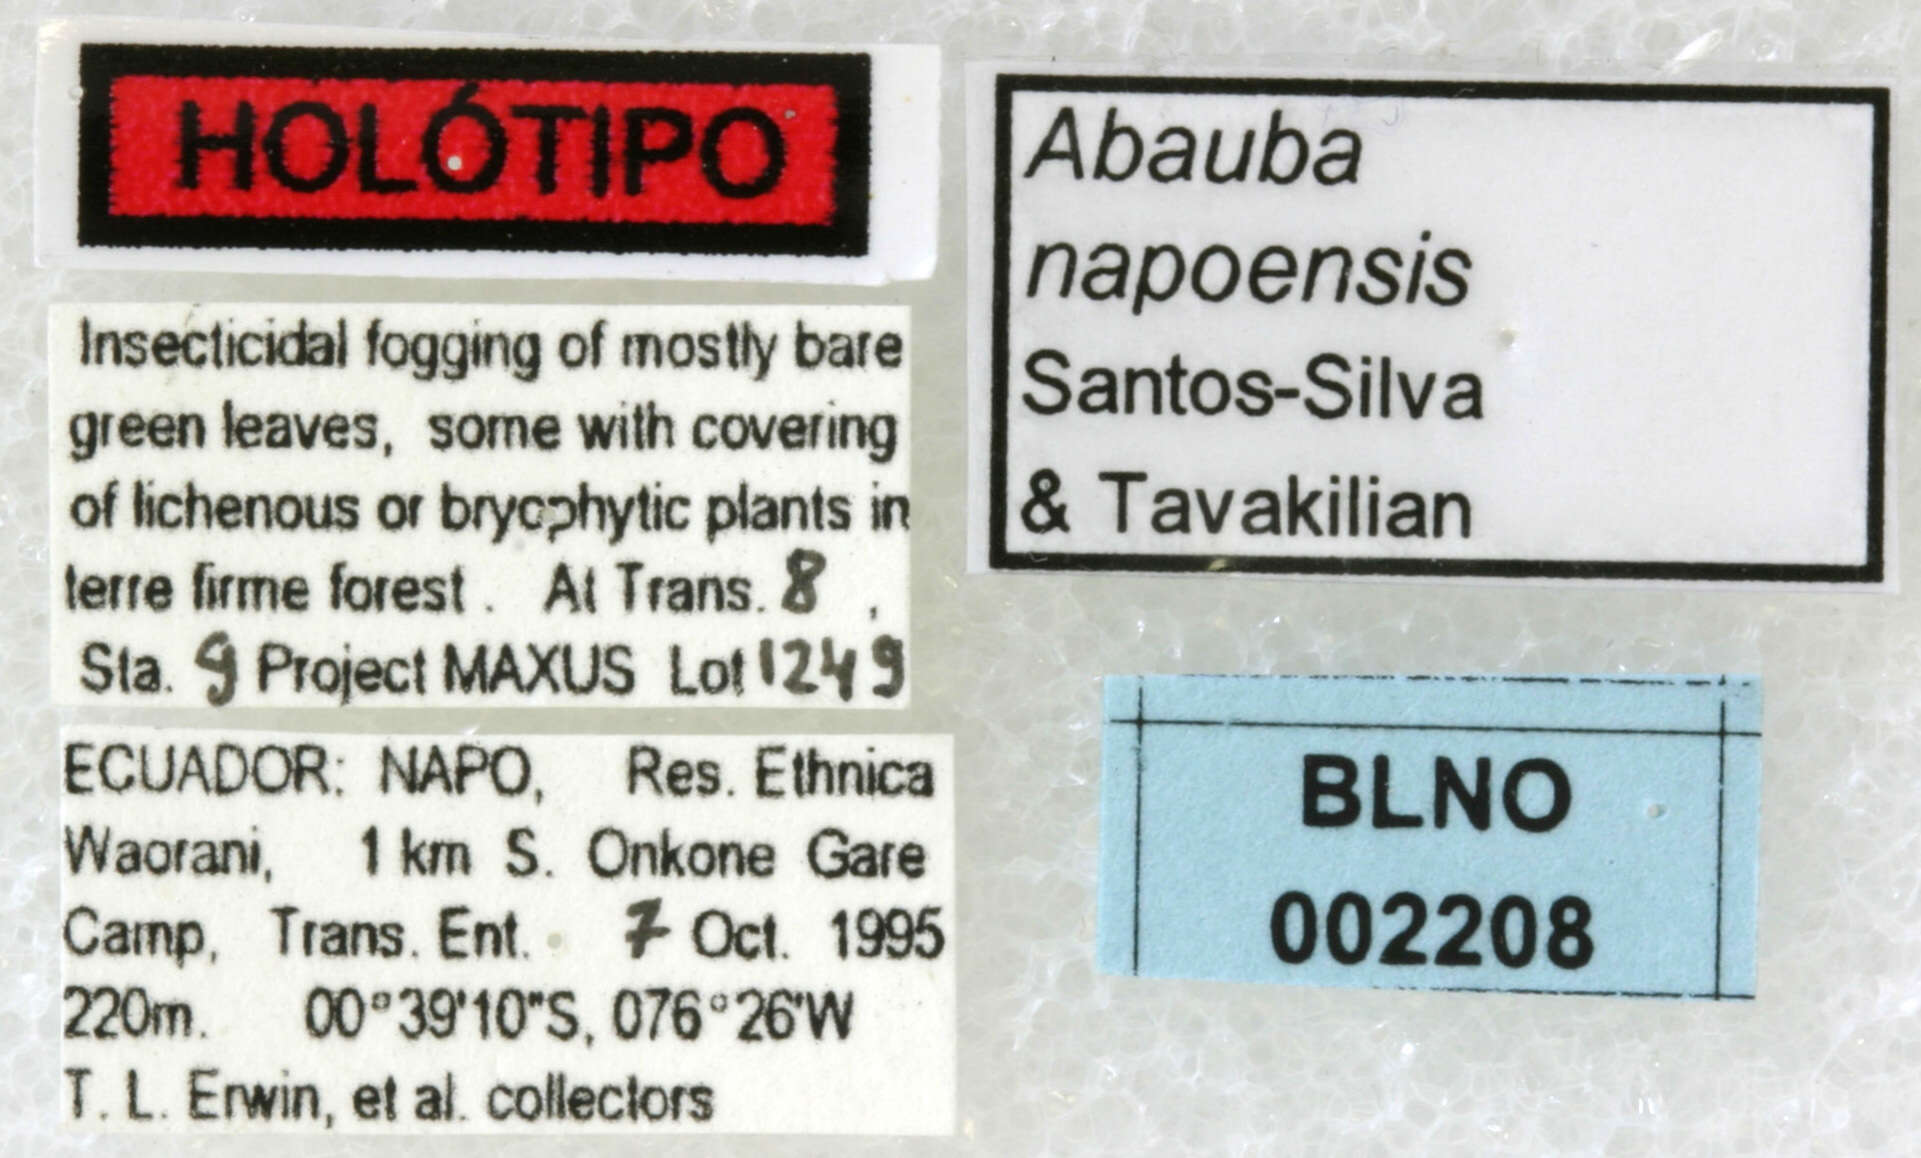 HOLÓTIPO
Insecticidal fogging of mostly bare
green leaves, some with covering
of lichenous or bryophytic plants in
terre firme forest. At Trans. 8,
Sta. 9 Project MAXUS Lot 1249
ECUADOR: NAPO, Res. Ethnica
Waorani, 1 km S. Onkone Gare
Camp, Trans. Ent. 7 Oct. 1995
220m. 00°39'10"S, 076°26'W
T. L. Erwin, et al. collectors
Abauba
napoensis
Santos-Silva
& Tavakilian
BLNO
002208